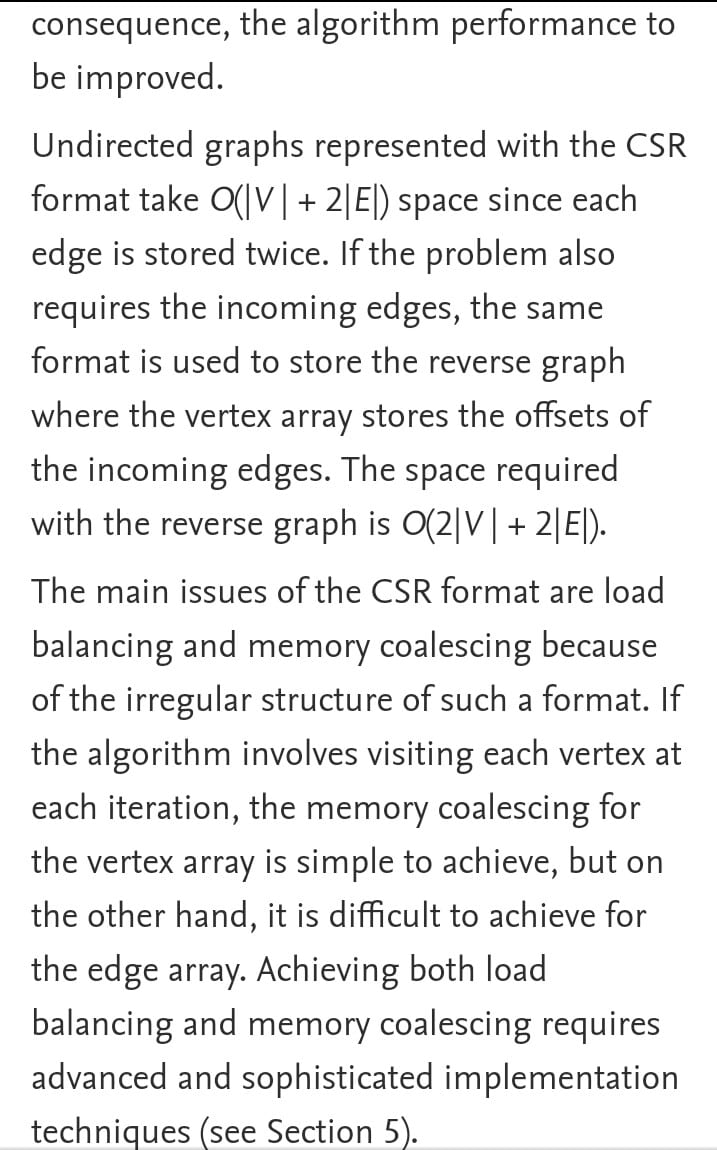 consequence, the algorithm performance to
be improved.
Undirected graphs represented with the CSR
format take O(|V| + 2|E|) space since each
edge is stored twice. If the problem also
requires the incoming edges, the same
format is used to store the reverse graph
where the vertex array stores the offsets of
the incoming edges. The space required
with the reverse graph is O(2|V| + 2|E|).
The main issues of the CSR format are load
balancing and memory coalescing because
of the irregular structure of such a format. If
the algorithm involves visiting each vertex at
each iteration, the memory coalescing for
the vertex array is simple to achieve, but on
the other hand, it is difficult to achieve for
the edge array. Achieving both load
balancing and memory coalescing requires
advanced and sophisticated implementation
techniques (see Section 5).